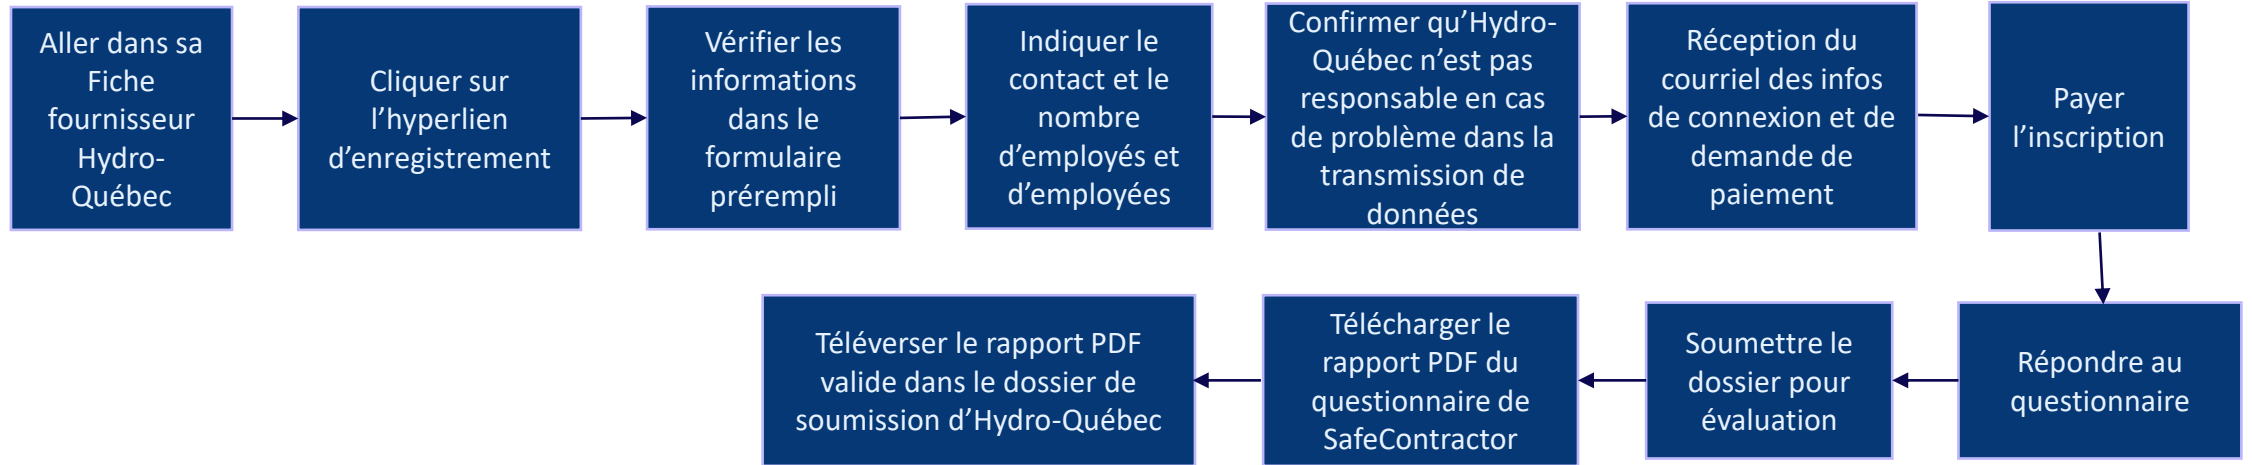 Aller dans sa
Fiche
fournisseur
Hydro-
Québec
Cliquer sur
l’hyperlien
d’enregistrement
Vérifier les
informations
dans le
formulaire
prérempli
Indiquer le
contact et le
nombre
d’employés et
d’employées
Confirmer qu’Hydro-
Québec n’est pas
responsable en cas
de problème dans la
transmission de
données
Réception du
courriel des infos
de connexion et de
demande de
paiement
Payer
l’inscription
Répondre au
questionnaire
Soumettre le
dossier pour
évaluation
Télécharger le
rapport PDF du
questionnaire de
SafeContractor
Téléverser le rapport PDF
valide dans le dossier de
soumission d’Hydro-Québec